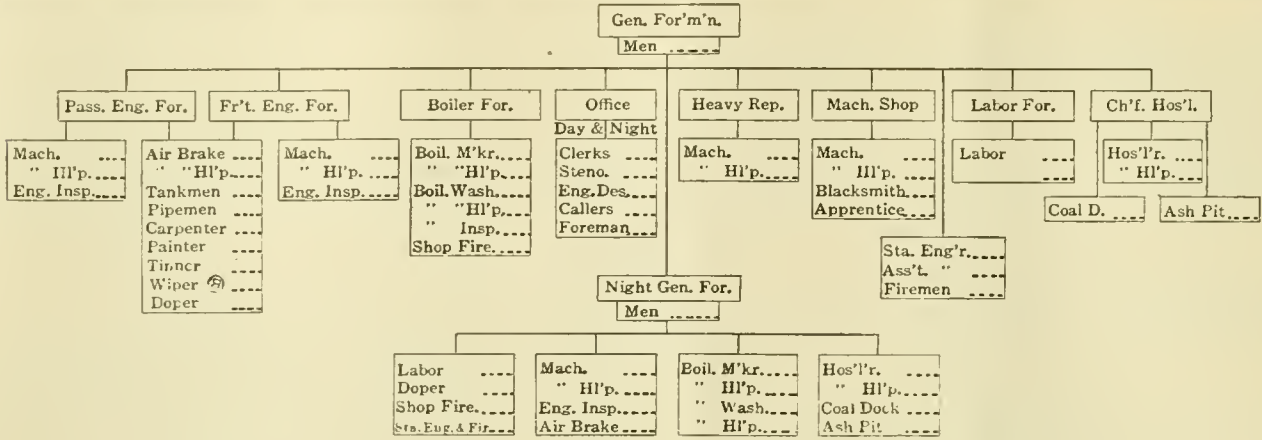 Gen. For'm'n.
Men
Pass. Eng. For.
Fr't. Eng. For.
Boiler For.
Office
Heavy Rep.
Mach. Shop
Labor For.
Ch'f. Hos'l.
Day & Night
Mach.
" Hl'p.
Eng. Insp.
Air Brake
" "Hl'p.
Tankmen
Pipemen
Carpenter
Painter
Tinner
Wiper
Doper
Mach.
" Hl'p.
Eng. Insp.
Boil. M'kr.
" "Hl'p.
Boil. Wash.
" "Hl'p.
" Insp.
Shop Fire.
Clerks
Steno.
Eng. Des.
Callers
Foreman
Mach.
" Hl'p.
Mach.
" Hl'p.
Blacksmith
Apprentice
Labor
Hos'l'r.
" Hl'p.
Coal D.
Ash Pit
Sta. Eng'r.
Ass't. "
Firemen
Night Gen. For.
Men
Labor
Doper
Shop Fire.
Sta. Eng. & Fir.
Mach.
" Hl'p.
Eng. Insp.
Air Brake
Boil. M'kr.
" Hl'p.
" Wash.
" Hl'p.
Hos'l'r.
" Hl'p.
Coal Dock
Ash Pit